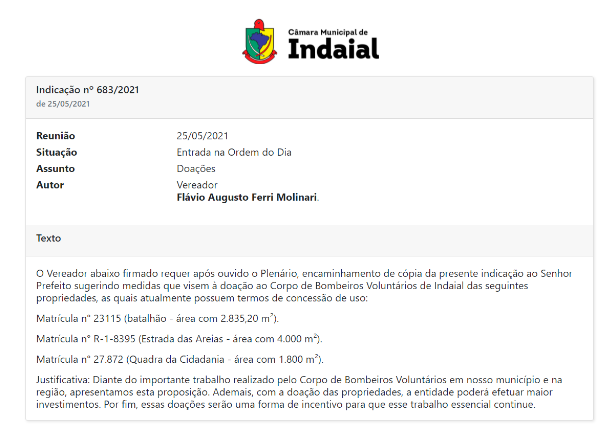 Câmara Municipal de
Indaial
Indicação nº 683/2021
de 25/05/2021
Reunião 25/05/2021
Situação Entrada na Ordem do Dia
Assunto Doações
Autor Vereador
Flávio Augusto Ferri Molinari.
Texto
O Vereador abaixo firmado requer após ouvido o Plenário, encaminhamento de cópia da presente indicação ao Senhor
Prefeito sugerindo medidas que visem à doação ao Corpo de Bombeiros Voluntários de Indaial das seguintes
propriedades, as quais atualmente possuem termos de concessão de uso:
Matrícula n° 23115 (batalhão - área com 2.835,20 m²).
Matrícula n° R-1-8395 (Estrada das Areias - área com 4.000 m²).
Matrícula n° 27.872 (Quadra da Cidadania - área com 1.800 m²).
Justificativa: Diante do importante trabalho realizado pelo Corpo de Bombeiros Voluntários em nosso município e na
região, apresentamos esta proposição. Ademais, com a doação das propriedades, a entidade poderá efetuar maior
investimentos. Por fim, essas doações serão uma forma de incentivo para que esse trabalho essencial continue.